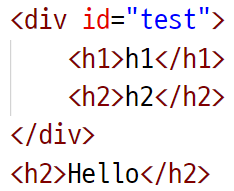 <div id="test">
    <h1>h1</h1>
    <h2>h2</h2>
</div>
<h2>Hello</h2>